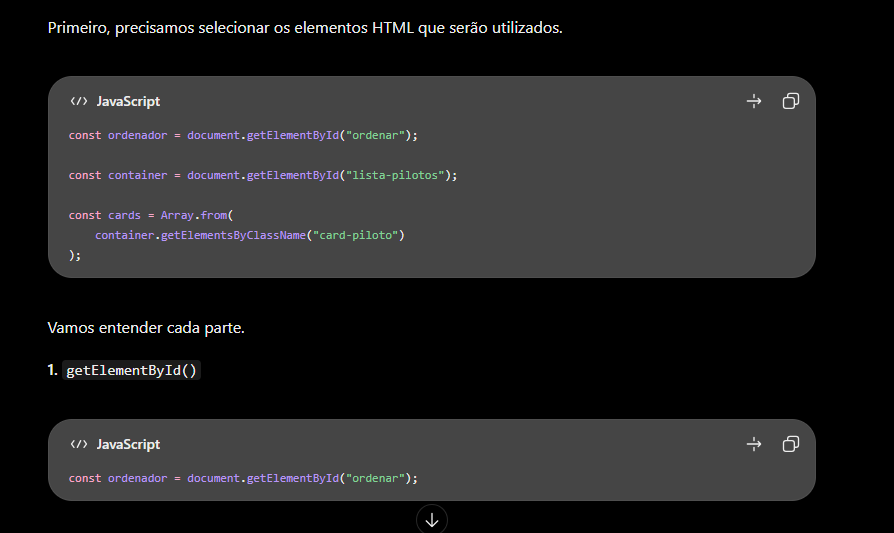 Primeiro, precisamos selecionar os elementos HTML que serão utilizados.
</> JavaScript
const ordenador = document.getElementById("ordenar");
const container = document.getElementById("lista-pilotos");
const cards = Array.from(
    container.getElementsByClassName("card-piloto")
);
Vamos entender cada parte.
1. getElementById()
</> JavaScript
const ordenador = document.getElementById("ordenar");